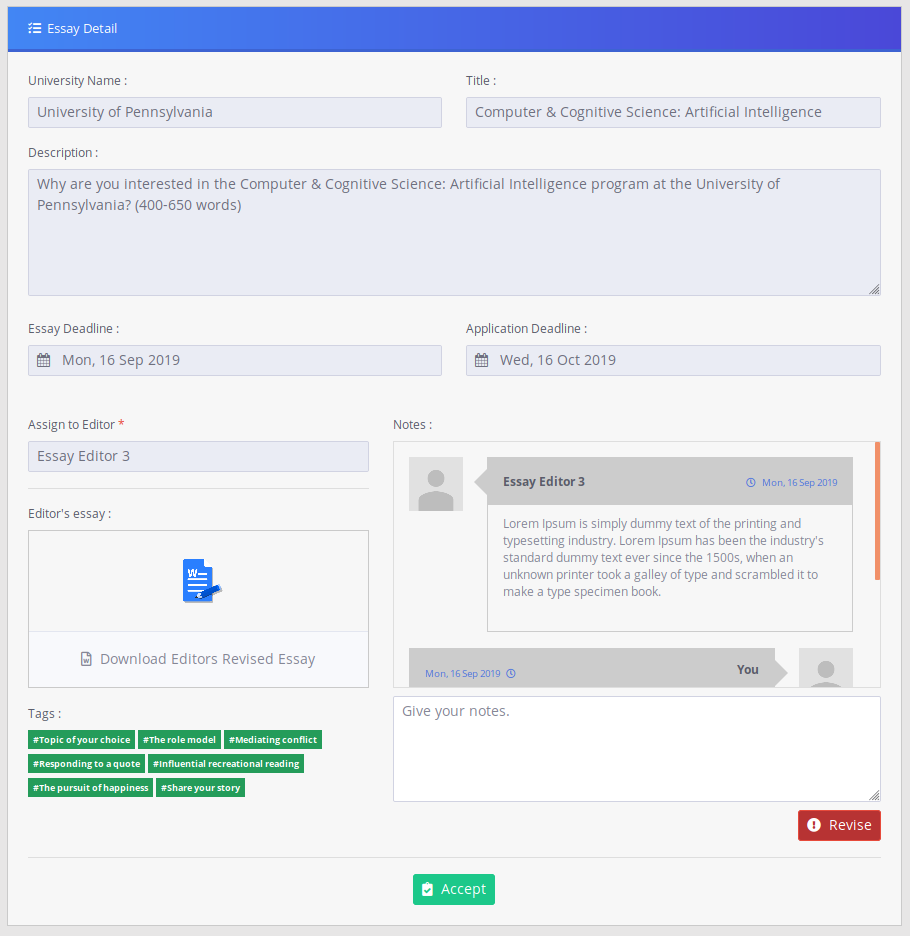 Essay Detail
University Name :
Title :
University of Pennsylvania
Computer & Cognitive Science: Artificial Intelligence
Description :
Why are you interested in the Computer & Cognitive Science: Artificial Intelligence program at the University of
Pennsylvania? (400-650 words)
Essay Deadline :
Application Deadline :
Mon, 16 Sep 2019
Wed, 16 Oct 2019
Assign to Editor *
Essay Editor 3
Editor's essay :
W
Download Editors Revised Essay
Tags :
#Topic of your choice #The role model #Mediating conflict
#Responding to a quote #Influential recreational reading
#The pursuit of happiness #Share your story
Notes :
Essay Editor 3
Mon, 16 Sep 2019
Lorem Ipsum is simply dummy text of the printing and
typesetting industry. Lorem Ipsum has been the industry's
standard dummy text ever since the 1500s, when an
unknown printer took a galley of type and scrambled it to
make a type specimen book.
Mon, 16 Sep 2019
You
Give your notes.
Revise
Accept